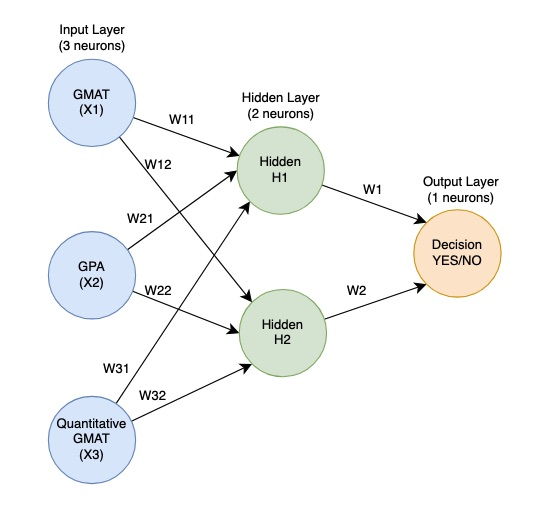 Input Layer
(3 neurons)
GMAT
(X1)
W11
W12
Hidden Layer
(2 neurons)
Hidden
H1
W1
Output Layer
(1 neurons)
Decision
YES/NO
W21
GPA
(X2)
W22
W2
Hidden
H2
W31
W32
Quantitative
GMAT
(X3)